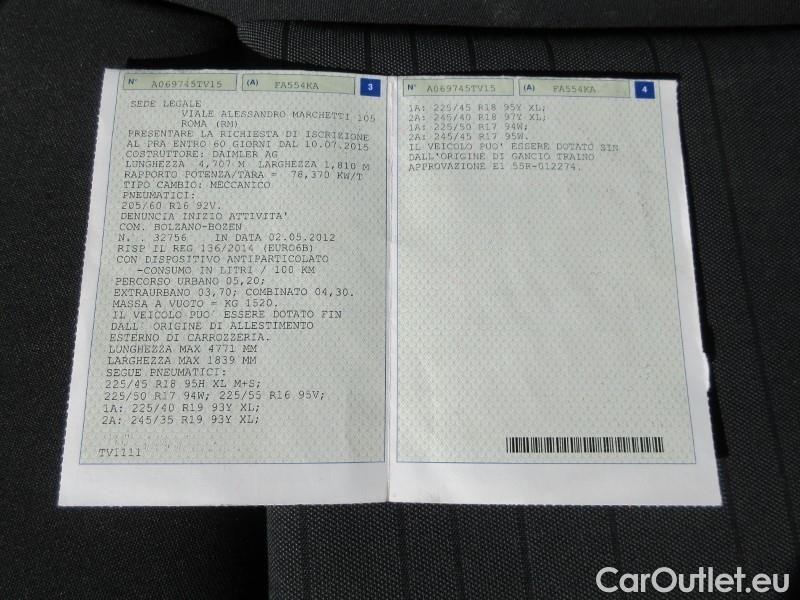 N° A069745TV15 (A) FA554KA 3
SEDE LEGALE
VIALE ALESSANDRO MARCHETTI 105
ROMA (RM)
PRESENTARE LA RICHIESTA DI ISCRIZIONE
AL PRA ENTRO 60 GIORNI DAL 10.07.2015
COSTRUTTORE: DAIMLER AG
LUNGHEZZA 4,707 M LARGHEZZA 1,810 M
RAPPORTO POTENZA/TARA = 78,370 KW/T
TIPO CAMBIO: MECCANICO
PNEUMATICI:
205/60 R16 92V.
DENUNCIA INIZIO ATTIVITA'
COM. BOLZANO-BOZEN
N. . 32756 IN DATA 02.05.2012
RISP IL REG 136/2014 (EURO6B)
CON DISPOSITIVO ANTIPARTICOLATO
-CONSUMO IN LITRI / 100 KM
PERCORSO URBANO 05,20;
EXTRAURBANO 03,70; COMBINATO 04,30.
MASSA A VUOTO = KG 1520.
IL VEICOLO PUO' ESSERE DOTATO FIN
DALL' ORIGINE DI ALLESTIMENTO
ESTERNO DI CARROZZERIA.
LUNGHEZZA MAX 4771 MM
LARGHEZZA MAX 1839 MM
SEGUE PNEUMATICI:
225/45 R18 95H XL M+S;
225/50 R17 94W; 225/55 R16 95V;
1A: 225/40 R19 93Y XL;
2A: 245/35 R19 93Y XL;
TV1111
N° A069745TV15 (A) FA554KA 4
1A: 225/45 R18 95Y XL;
2A: 245/40 R18 97Y XL;
1A: 225/50 R17 94W;
2A: 245/45 R17 95W.
IL VEICOLO PUO' ESSERE DOTATO SIN
DALL'ORIGINE DI GANCIO TRAINO
APPROVAZIONE E1 55R-012274.
CarOutlet.eu